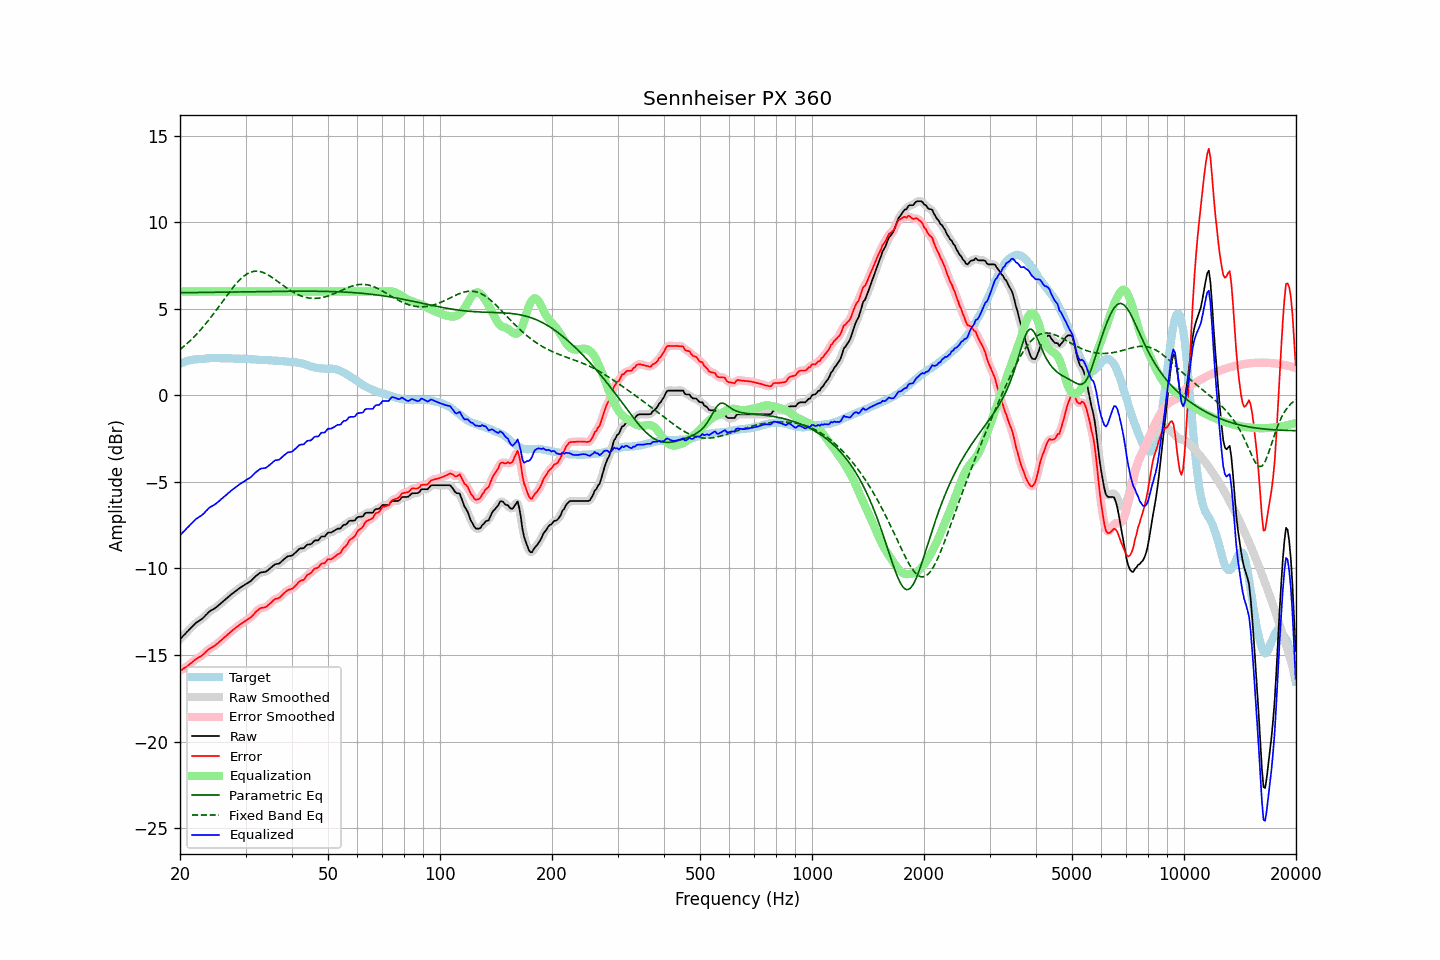 Sennheiser PX 360
Amplitude (dBr)
15
10
5
0
−5
−10
−15
−20
−25
Target
Raw Smoothed
Error Smoothed
Raw
Error
Equalization
Parametric Eq
Fixed Band Eq
Equalized
20 50 100 200 500 1000 2000 5000 10000 20000
Frequency (Hz)